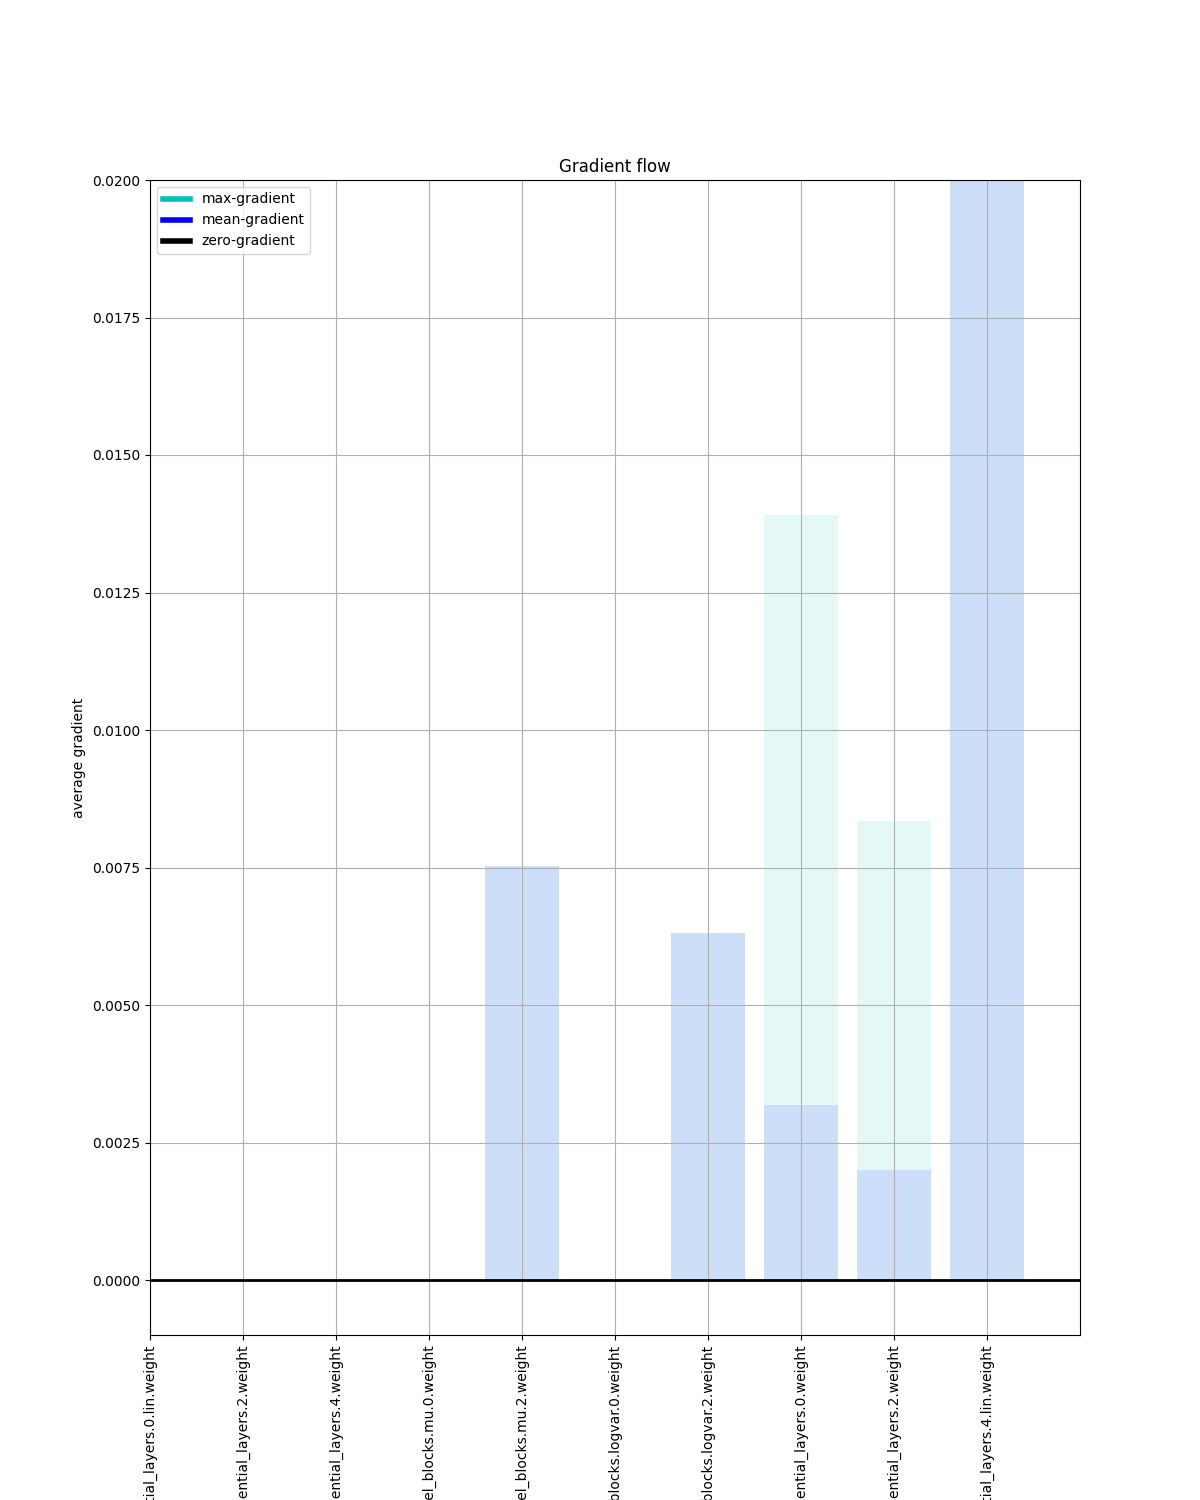 Gradient flow
max-gradient
mean-gradient
zero-gradient
0.0200
0.0175
0.0150
0.0125
0.0100
0.0075
0.0050
0.0025
0.0000
average gradient
tial_layers.0.lin.weight
ential_layers.2.weight
ential_layers.4.weight
el_blocks.mu.0.weight
el_blocks.mu.2.weight
blocks.logvar.0.weight
blocks.logvar.2.weight
ential_layers.0.weight
ential_layers.2.weight
tial_layers.4.lin.weight